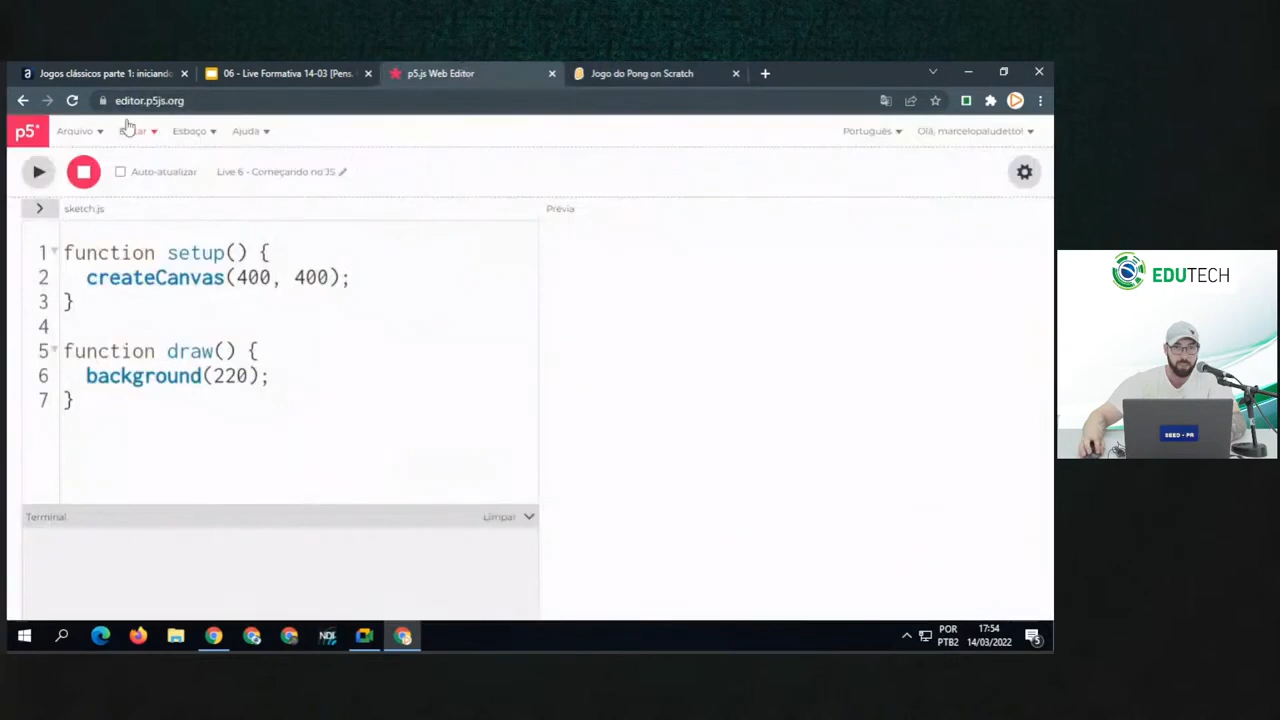 Jogos clássicos parte 1: iniciando
06 - Live Formativa 14-03 [Pens.
p5.js Web Editor
Jogo do Pong on Scratch
editor.p5js.org
p5*
Arquivo
Espaço
Ajuda
Português
Olá, marcelopaludetto!
Auto-atualizar
Live 6 - Começando no JS
sketch.js
Prévia
1 function setup() {
2 createCanvas(400, 400);
3 }
4
5 function draw() {
6 background(220);
7 }
Terminal
Limpar
EDUTECH
SEED - PR
NDI
POR
PTB2
17:54
14/03/2022
5